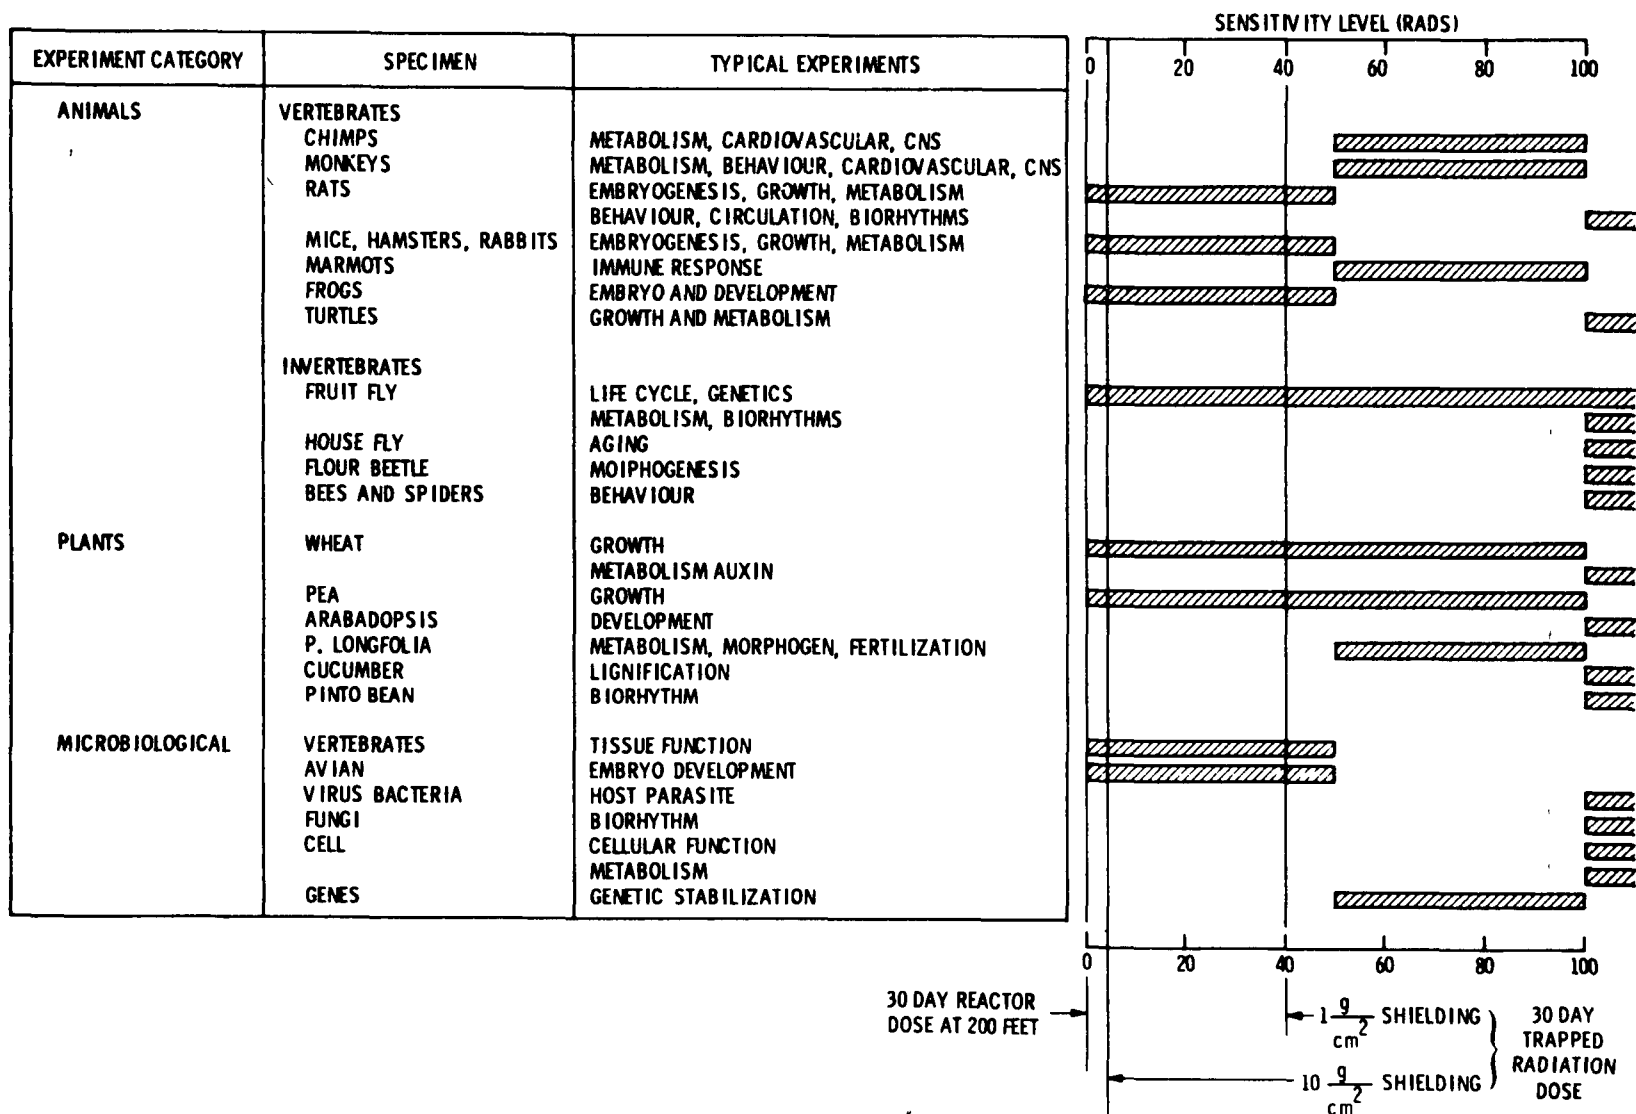 SENSITIVITY LEVEL (RADS)
EXPERIMENT CATEGORY SPECIMEN TYPICAL EXPERIMENTS
0 20 40 60 80 100
ANIMALS VERTEBRATES
CHIMPS METABOLISM, CARDIOVASCULAR, CNS
MONKEYS METABOLISM, BEHAVIOUR, CARDIOVASCULAR, CNS
RATS EMBRYOGENESIS, GROWTH, METABOLISM
BEHAVIOUR, CIRCULATION, BIORHYTHMS
MICE, HAMSTERS, RABBITS EMBRYOGENESIS, GROWTH, METABOLISM
MARMOTS IMMUNE RESPONSE
FROGS EMBRYO AND DEVELOPMENT
TURTLES GROWTH AND METABOLISM
INVERTEBRATES
FRUIT FLY LIFE CYCLE, GENETICS
METABOLISM, BIORHYTHMS
HOUSE FLY AGING
FLOUR BEETLE MOIPHOGENESIS
BEES AND SPIDERS BEHAVIOUR
PLANTS WHEAT GROWTH
METABOLISM AUXIN
PEA GROWTH
ARABADOPSIS DEVELOPMENT
P. LONGFOLIA METABOLISM, MORPHOGEN, FERTILIZATION
CUCUMBER LIGNIFICATION
PINTO BEAN BIORHYTHM
MICROBIOLOGICAL VERTEBRATES TISSUE FUNCTION
AVIAN EMBRYO DEVELOPMENT
VIRUS BACTERIA HOST PARASITE
FUNGI BIORHYTHM
CELL CELLULAR FUNCTION
METABOLISM
GENES GENETIC STABILIZATION
0 20 40 60 80 100
30 DAY REACTOR
DOSE AT 200 FEET
1 g/cm² SHIELDING
10 g/cm² SHIELDING
30 DAY
TRAPPED
RADIATION
DOSE